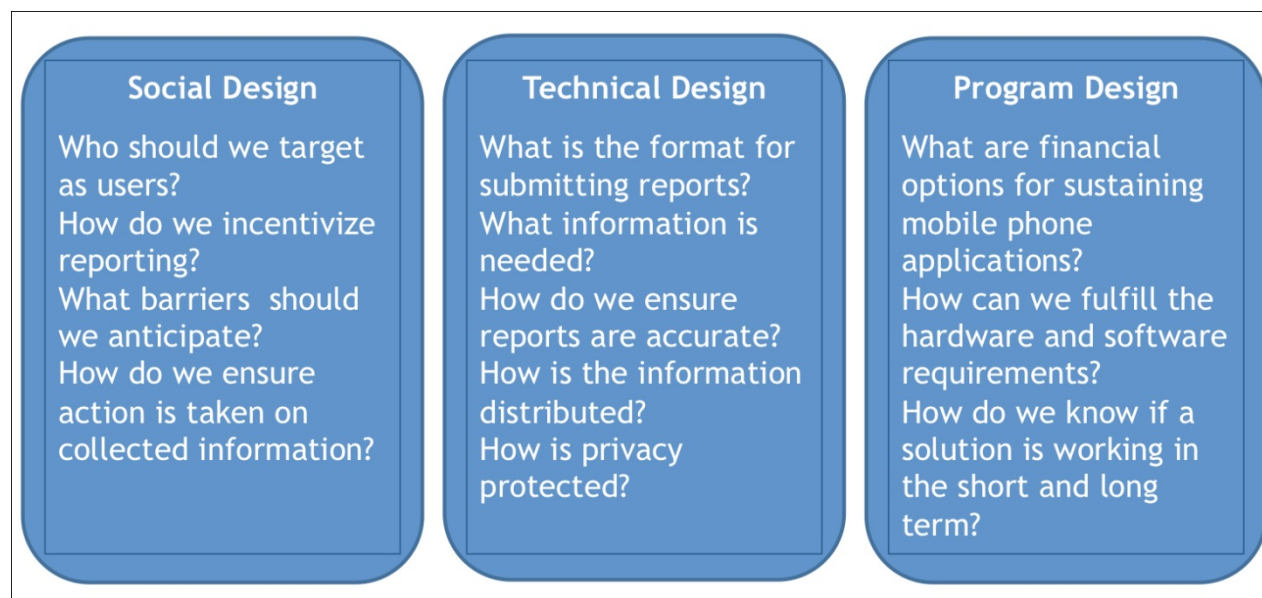 Social Design
Who should we target
as users?
How do we incentivize
reporting?
What barriers  should
we anticipate?
How do we ensure
action is taken on
collected information?
Technical Design
What is the format for
submitting reports?
What information is
needed?
How do we ensure
reports are accurate?
How is the information
distributed?
How is privacy
protected?
Program Design
What are financial
options for sustaining
mobile phone
applications?
How can we fulfill the
hardware and software
requirements?
How do we know if a
solution is working in
the short and long
term?